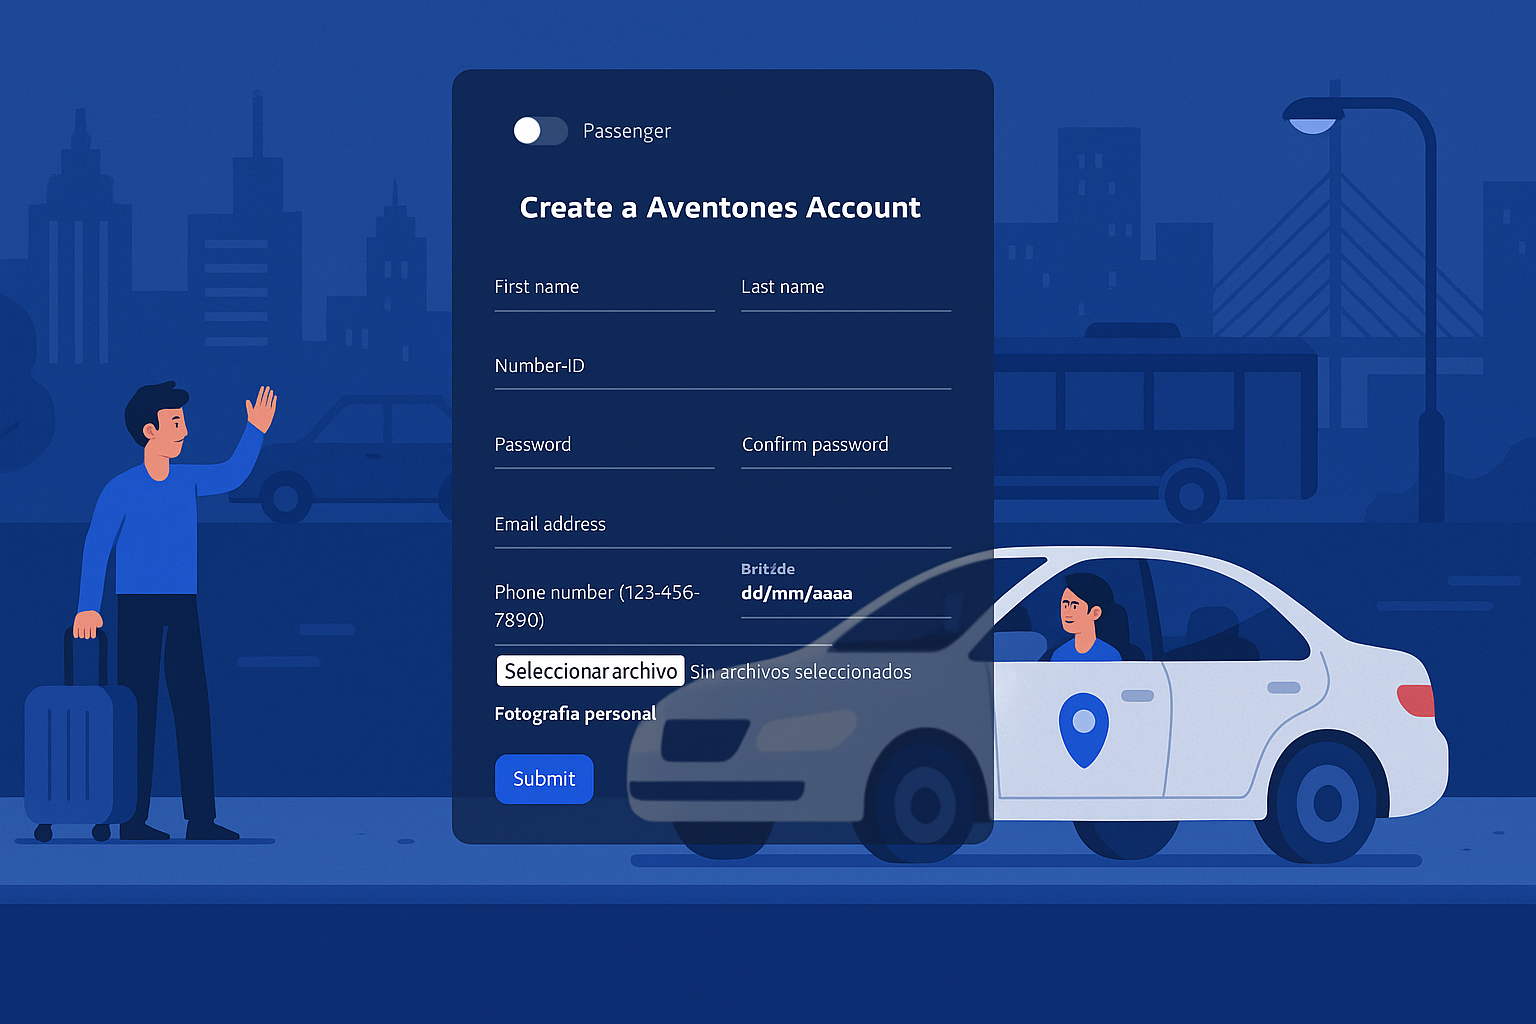 Passenger
Create a Aventones Account
First name Last name
Number-ID
Password Confirm password
Email address
dd/mm/aaaa
Phone number (123-456-
7890)
Seleccionar archivo Sin archivos seleccionados
Fotografia personal
Submit